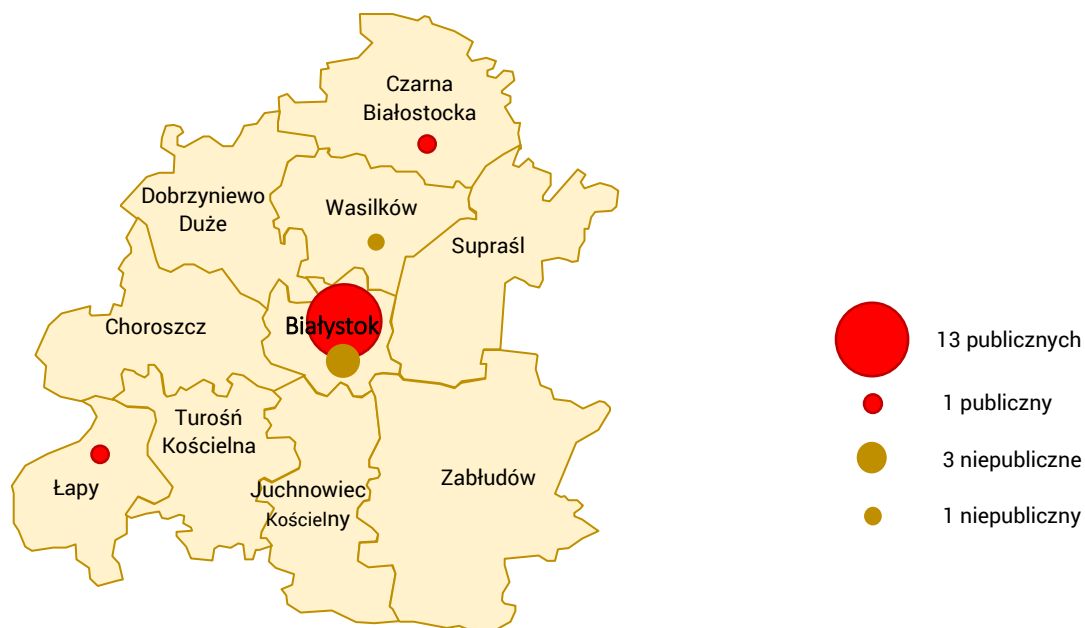 Czarna
Białostocka
Dobrzyniewo
Duże
Wasilków
Supraśl
Choroszcz
Białystok
Turośń
Kościelna
Łapy
Juchnowiec
Kościelny
Zabłudów
13 publicznych
1 publiczny
3 niepubliczne
1 niepubliczny